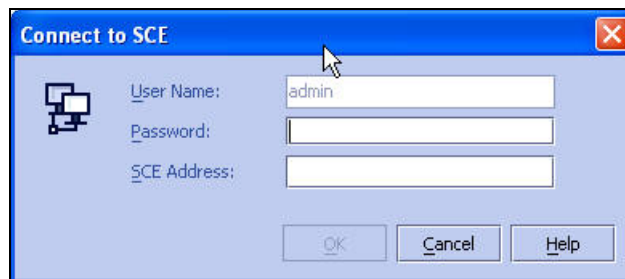 Connect to SCE
User Name: admin
Password:
SCE Address:
OK Cancel Help